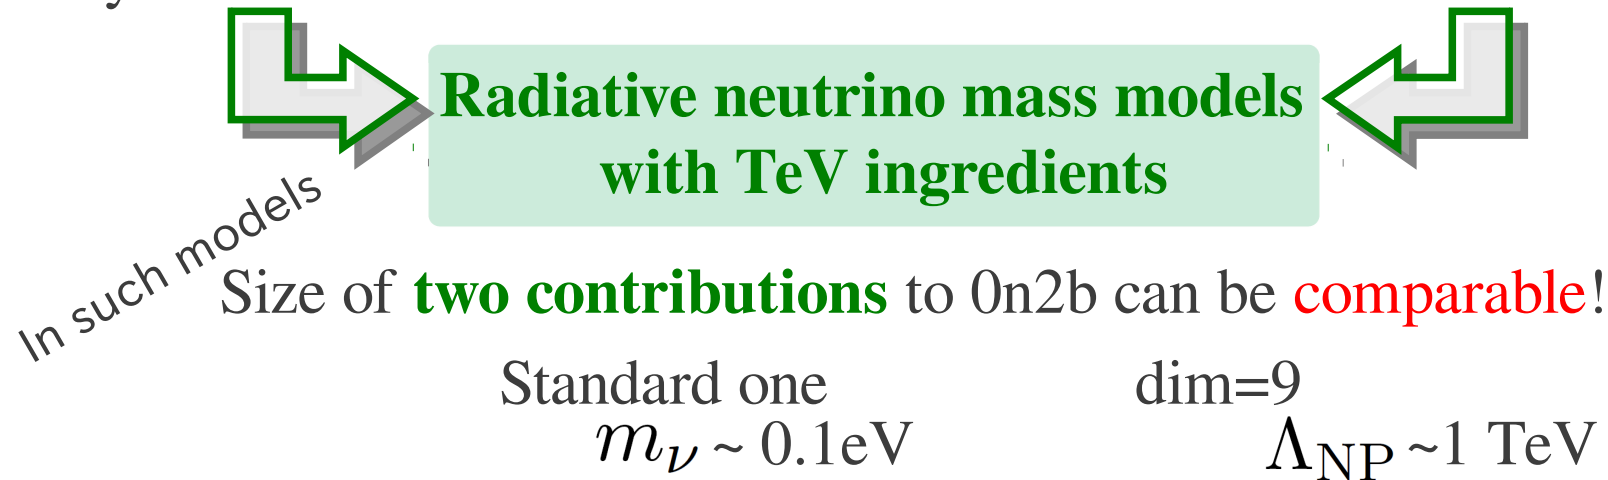 Radiative neutrino mass models
with TeV ingredients
In such models
Size of two contributions to 0n2b can be comparable!
Standard one dim=9
m_ν ~ 0.1eV Λ_NP ~1 TeV